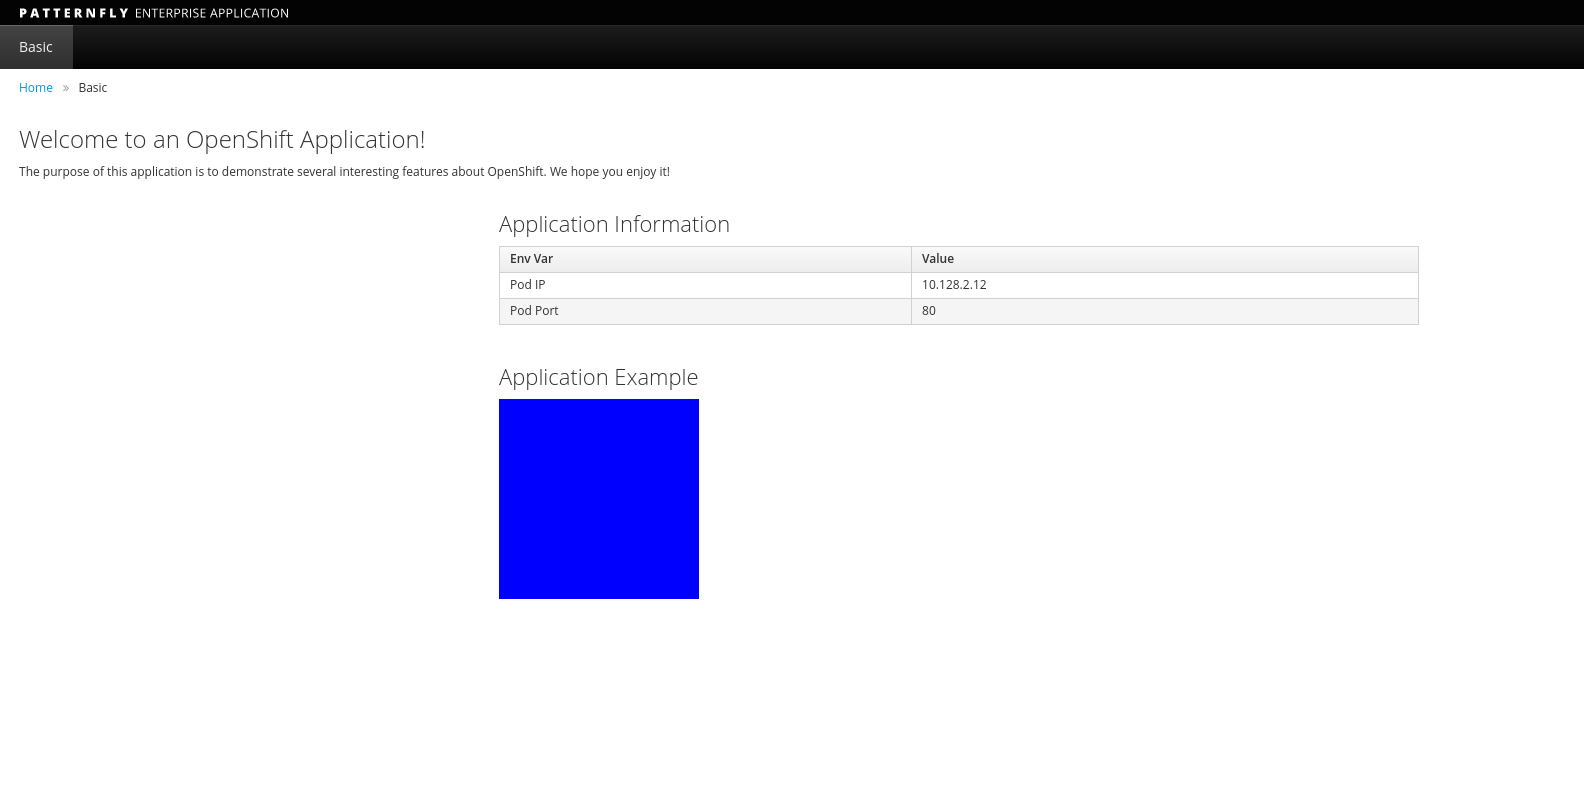 PATTERNFLY ENTERPRISE APPLICATION
Basic
Home » Basic
Welcome to an OpenShift Application!
The purpose of this application is to demonstrate several interesting features about OpenShift. We hope you enjoy it!
Application Information
Env Var Value
Pod IP 10.128.2.12
Pod Port 80
Application Example